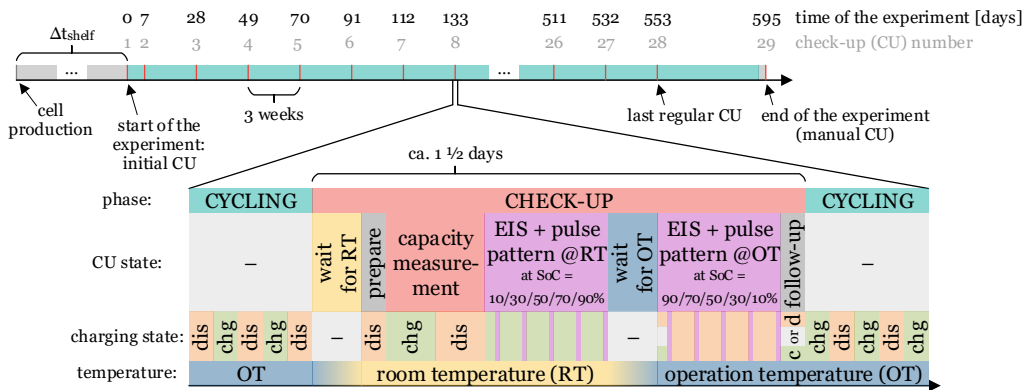 0 7 28 49 70 91 112 133 511 532 553 595 time of the experiment [days]
Δtshelf
1 2 3 4 5 6 7 8 26 27 28 29 check-up (CU) number
... ...
cell
production
start of the
experiment:
initial CU
3 weeks
last regular CU
end of the experiment
(manual CU)
ca. 1 ½ days
phase: CYCLING CHECK-UP CYCLING
CU state:
–
wait
for RT
prepare
capacity
measure-
ment
EIS + pulse
pattern @RT
at SoC =
10/30/50/70/90%
wait
for OT
EIS + pulse
pattern @OT
at SoC =
90/70/50/30/10%
follow-up
–
charging state: dis chg dis chg dis – dis chg dis – c or d chg dis chg dis
temperature: OT room temperature (RT) operation temperature (OT)